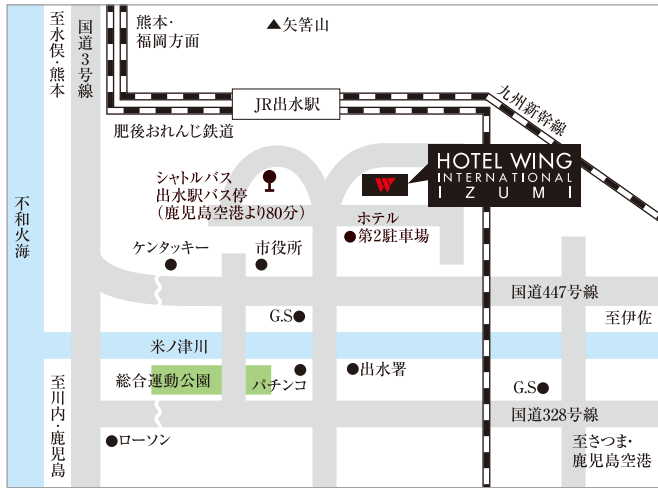 至水俣・熊本
国道3号線
熊本・
福岡方面
▲矢筈山
JR出水駅
九州新幹線
肥後おれんじ鉄道
HOTEL WING
INTERNATIONAL
IZUMI
W
シャトルバス
出水駅バス停
（鹿児島空港より80分）
ホテル
●第2駐車場
不和火海
ケンタッキー
市役所
国道447号線
G.S●
至伊佐
米ノ津川
総合運動公園
パチンコ
●出水署
G.S●
至川内・鹿児島
国道328号線
●ローソン
至さつま・
鹿児島空港